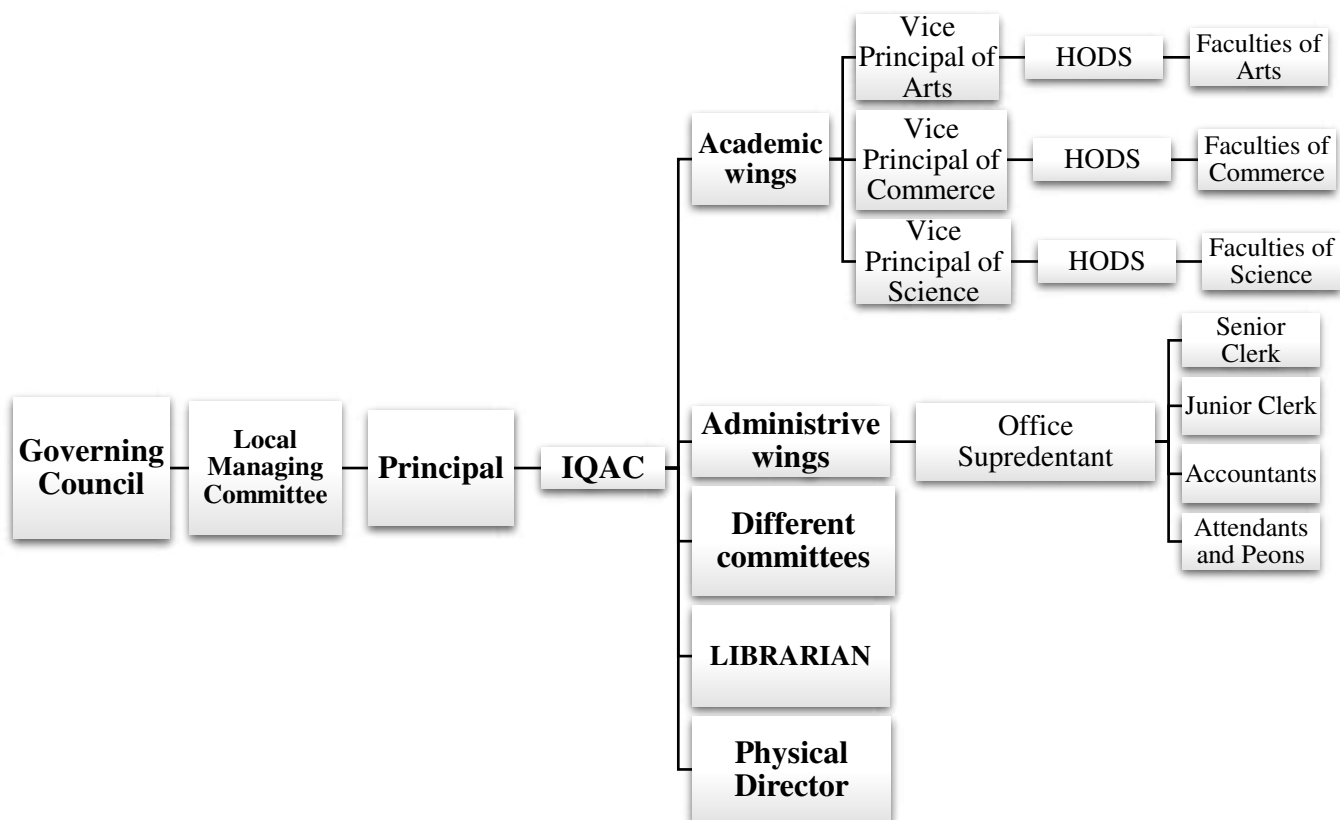 Governing
Council
Local
Managing
Committee
Principal
IQAC
Academic
wings
Vice
Principal of
Arts
HODS
Faculties of
Arts
Vice
Principal of
Commerce
HODS
Faculties of
Commerce
Vice
Principal of
Science
HODS
Faculties of
Science
Administrive
wings
Office
Supredentant
Senior
Clerk
Junior Clerk
Accountants
Attendants
and Peons
Different
committees
LIBRARIAN
Physical
Director